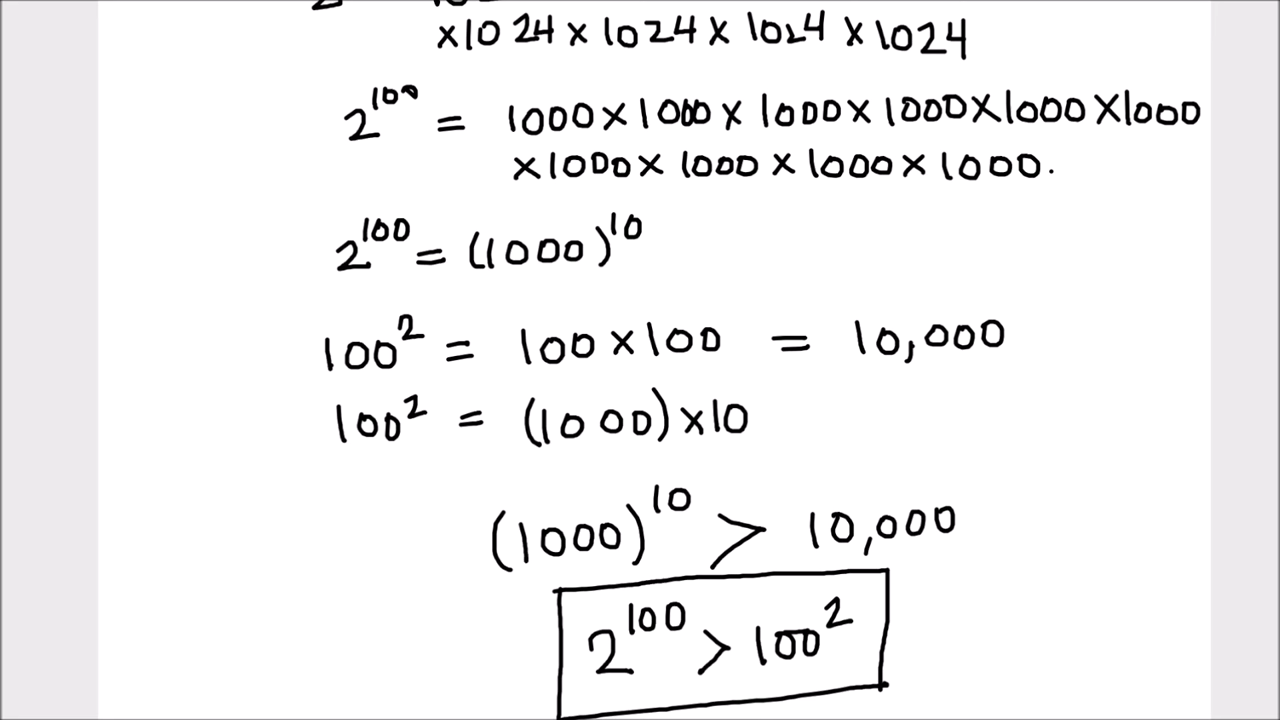 ×1024 × 1024 × 1024 × 1024
2^100 = 1000 × 1000 × 1000 × 1000 × 1000 × 1000
×1000 × 1000 × 1000 × 1000.
2^100 = (1000)^10
100^2 = 100 × 100 = 10,000
100^2 = (1000) × 10
(1000)^10 > 10,000
2^100 > 100^2